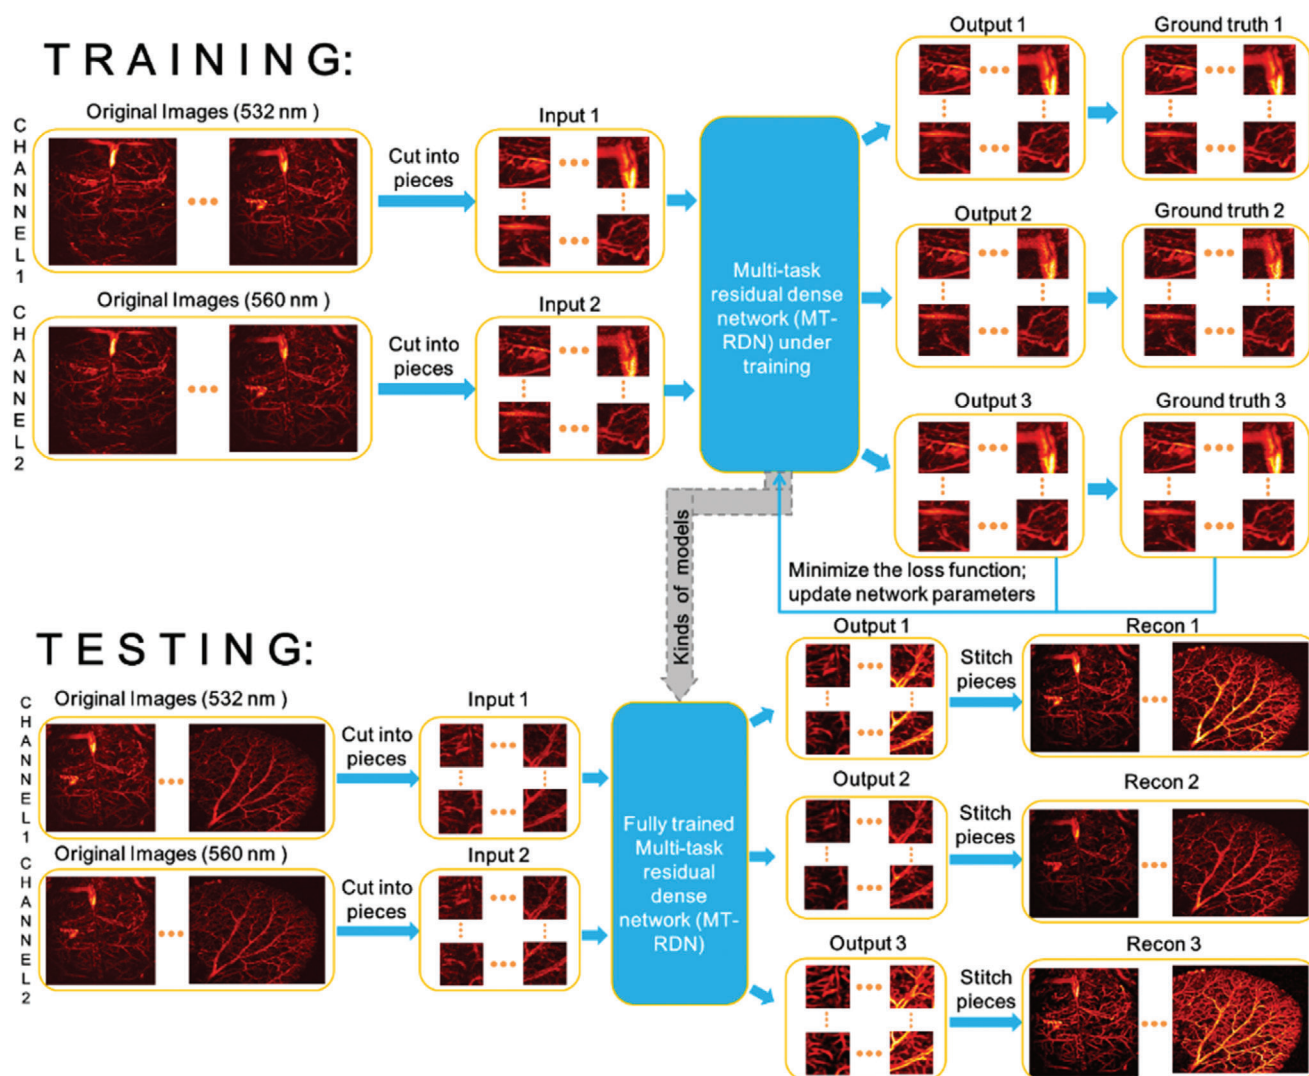 TRAINING:
CHANNEL1
Original Images (532 nm )
Cut into
pieces
Input 1
CHANNEL2
Original Images (560 nm )
Cut into
pieces
Input 2
Multi-task
residual dense
network (MT-
RDN) under
training
Output 1
Ground truth 1
Output 2
Ground truth 2
Output 3
Ground truth 3
Minimize the loss function;
update network parameters
Kinds of models
TESTING:
CHANNEL1
Original Images (532 nm )
Cut into
pieces
Input 1
CHANNEL2
Original Images (560 nm )
Cut into
pieces
Input 2
Fully trained
Multi-task
residual
dense
network (MT-
RDN)
Output 1
Stitch
pieces
Recon 1
Output 2
Stitch
pieces
Recon 2
Output 3
Stitch
pieces
Recon 3